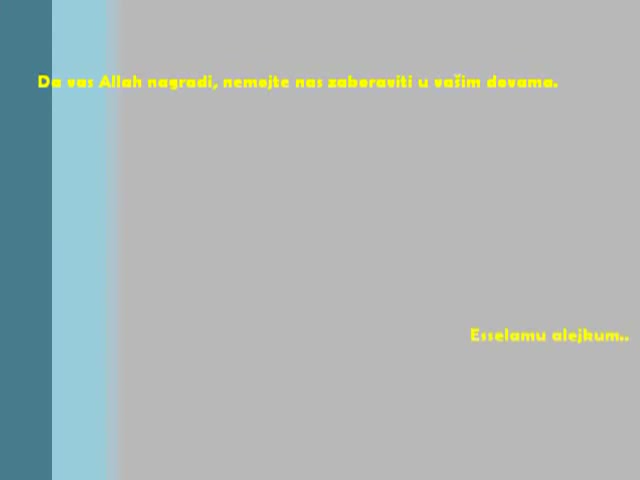 Da vas Allah nagradi, nemojte nas zaboraviti u vašim dovama.
Esselamu alejkum..